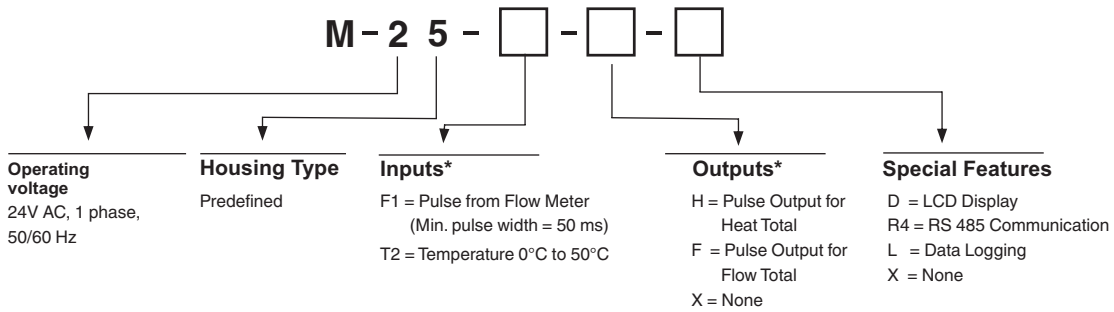 M - 2 5 - - -
Operating
voltage
24V AC, 1 phase,
50/60 Hz
Housing Type
Predefined
Inputs*
F1 = Pulse from Flow Meter
(Min. pulse width = 50 ms)
T2 = Temperature 0°C to 50°C
Outputs*
H = Pulse Output for
Heat Total
F = Pulse Output for
Flow Total
X = None
Special Features
D = LCD Display
R4 = RS 485 Communication
L = Data Logging
X = None